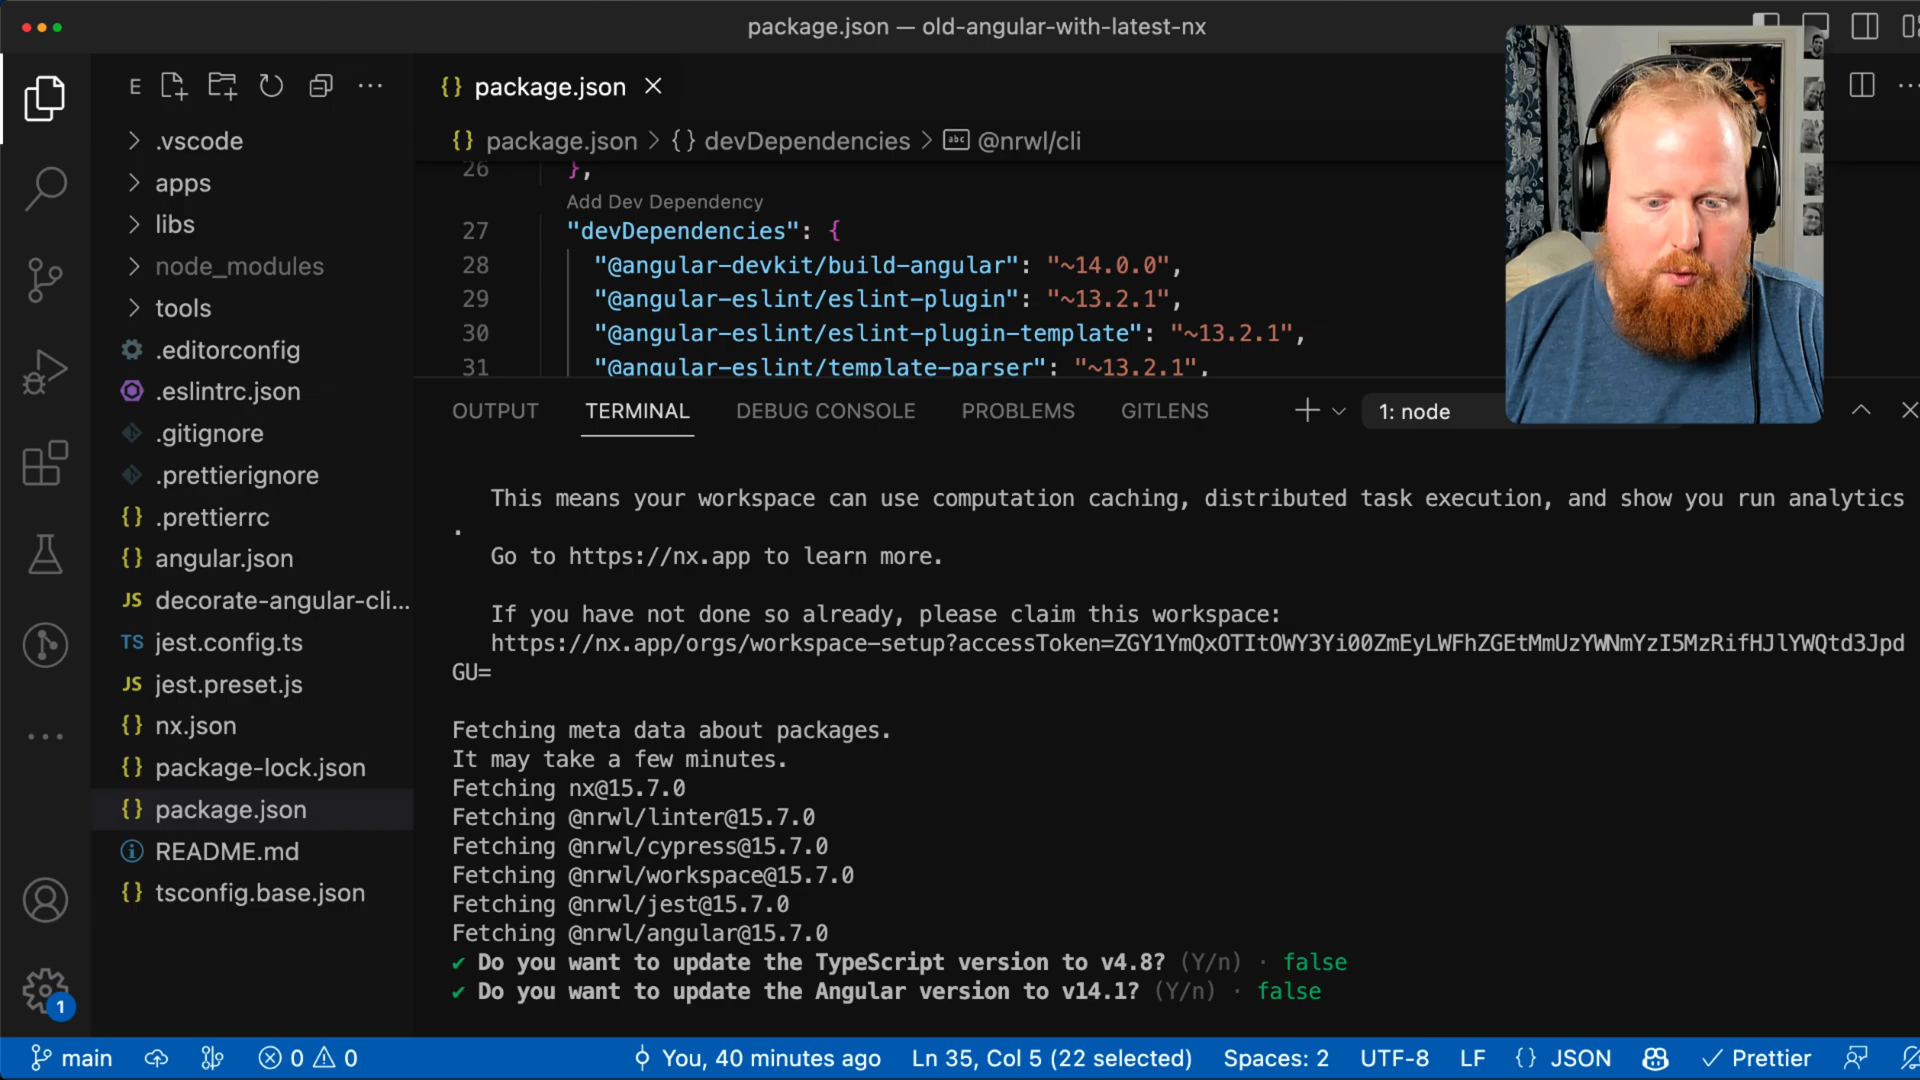 package.json — old-angular-with-latest-nx
E
package.json
.vscode
package.json > {} devDependencies > abc @nrwl/cli
apps
26 },
Add Dev Dependency
libs
27 "devDependencies": {
node_modules
28 "@angular-devkit/build-angular": "~14.0.0",
29 "@angular-eslint/eslint-plugin": "~13.2.1",
tools
30 "@angular-eslint/eslint-plugin-template": "~13.2.1",
.editorconfig
31 "@angular-eslint/template-parser": "~13.2.1",
.eslintrc.json
OUTPUT TERMINAL DEBUG CONSOLE PROBLEMS GITLENS 1: node
.gitignore
.prettierignore
This means your workspace can use computation caching, distributed task execution, and show you run analytics
.
.prettierrc
Go to https://nx.app to learn more.
{} angular.json
JS decorate-angular-cli...
If you have not done so already, please claim this workspace:
TS jest.config.ts
https://nx.app/orgs/workspace-setup?accessToken=ZGY1YmQxOTItOWY3Yi00ZmEyLWFhZGEtMmUzYWNmYzI5MzRifHJlYWQtd3Jpd
GU=
JS jest.preset.js
{} nx.json
Fetching meta data about packages.
It may take a few minutes.
{} package-lock.json
Fetching nx@15.7.0
{} package.json
Fetching @nrwl/linter@15.7.0
Fetching @nrwl/cypress@15.7.0
README.md
Fetching @nrwl/workspace@15.7.0
{} tsconfig.base.json
Fetching @nrwl/jest@15.7.0
Fetching @nrwl/angular@15.7.0
✔ Do you want to update the TypeScript version to v4.8? (Y/n) · false
✔ Do you want to update the Angular version to v14.1? (Y/n) · false
1
main 0 0 You, 40 minutes ago Ln 35, Col 5 (22 selected) Spaces: 2 UTF-8 LF {} JSON Prettier